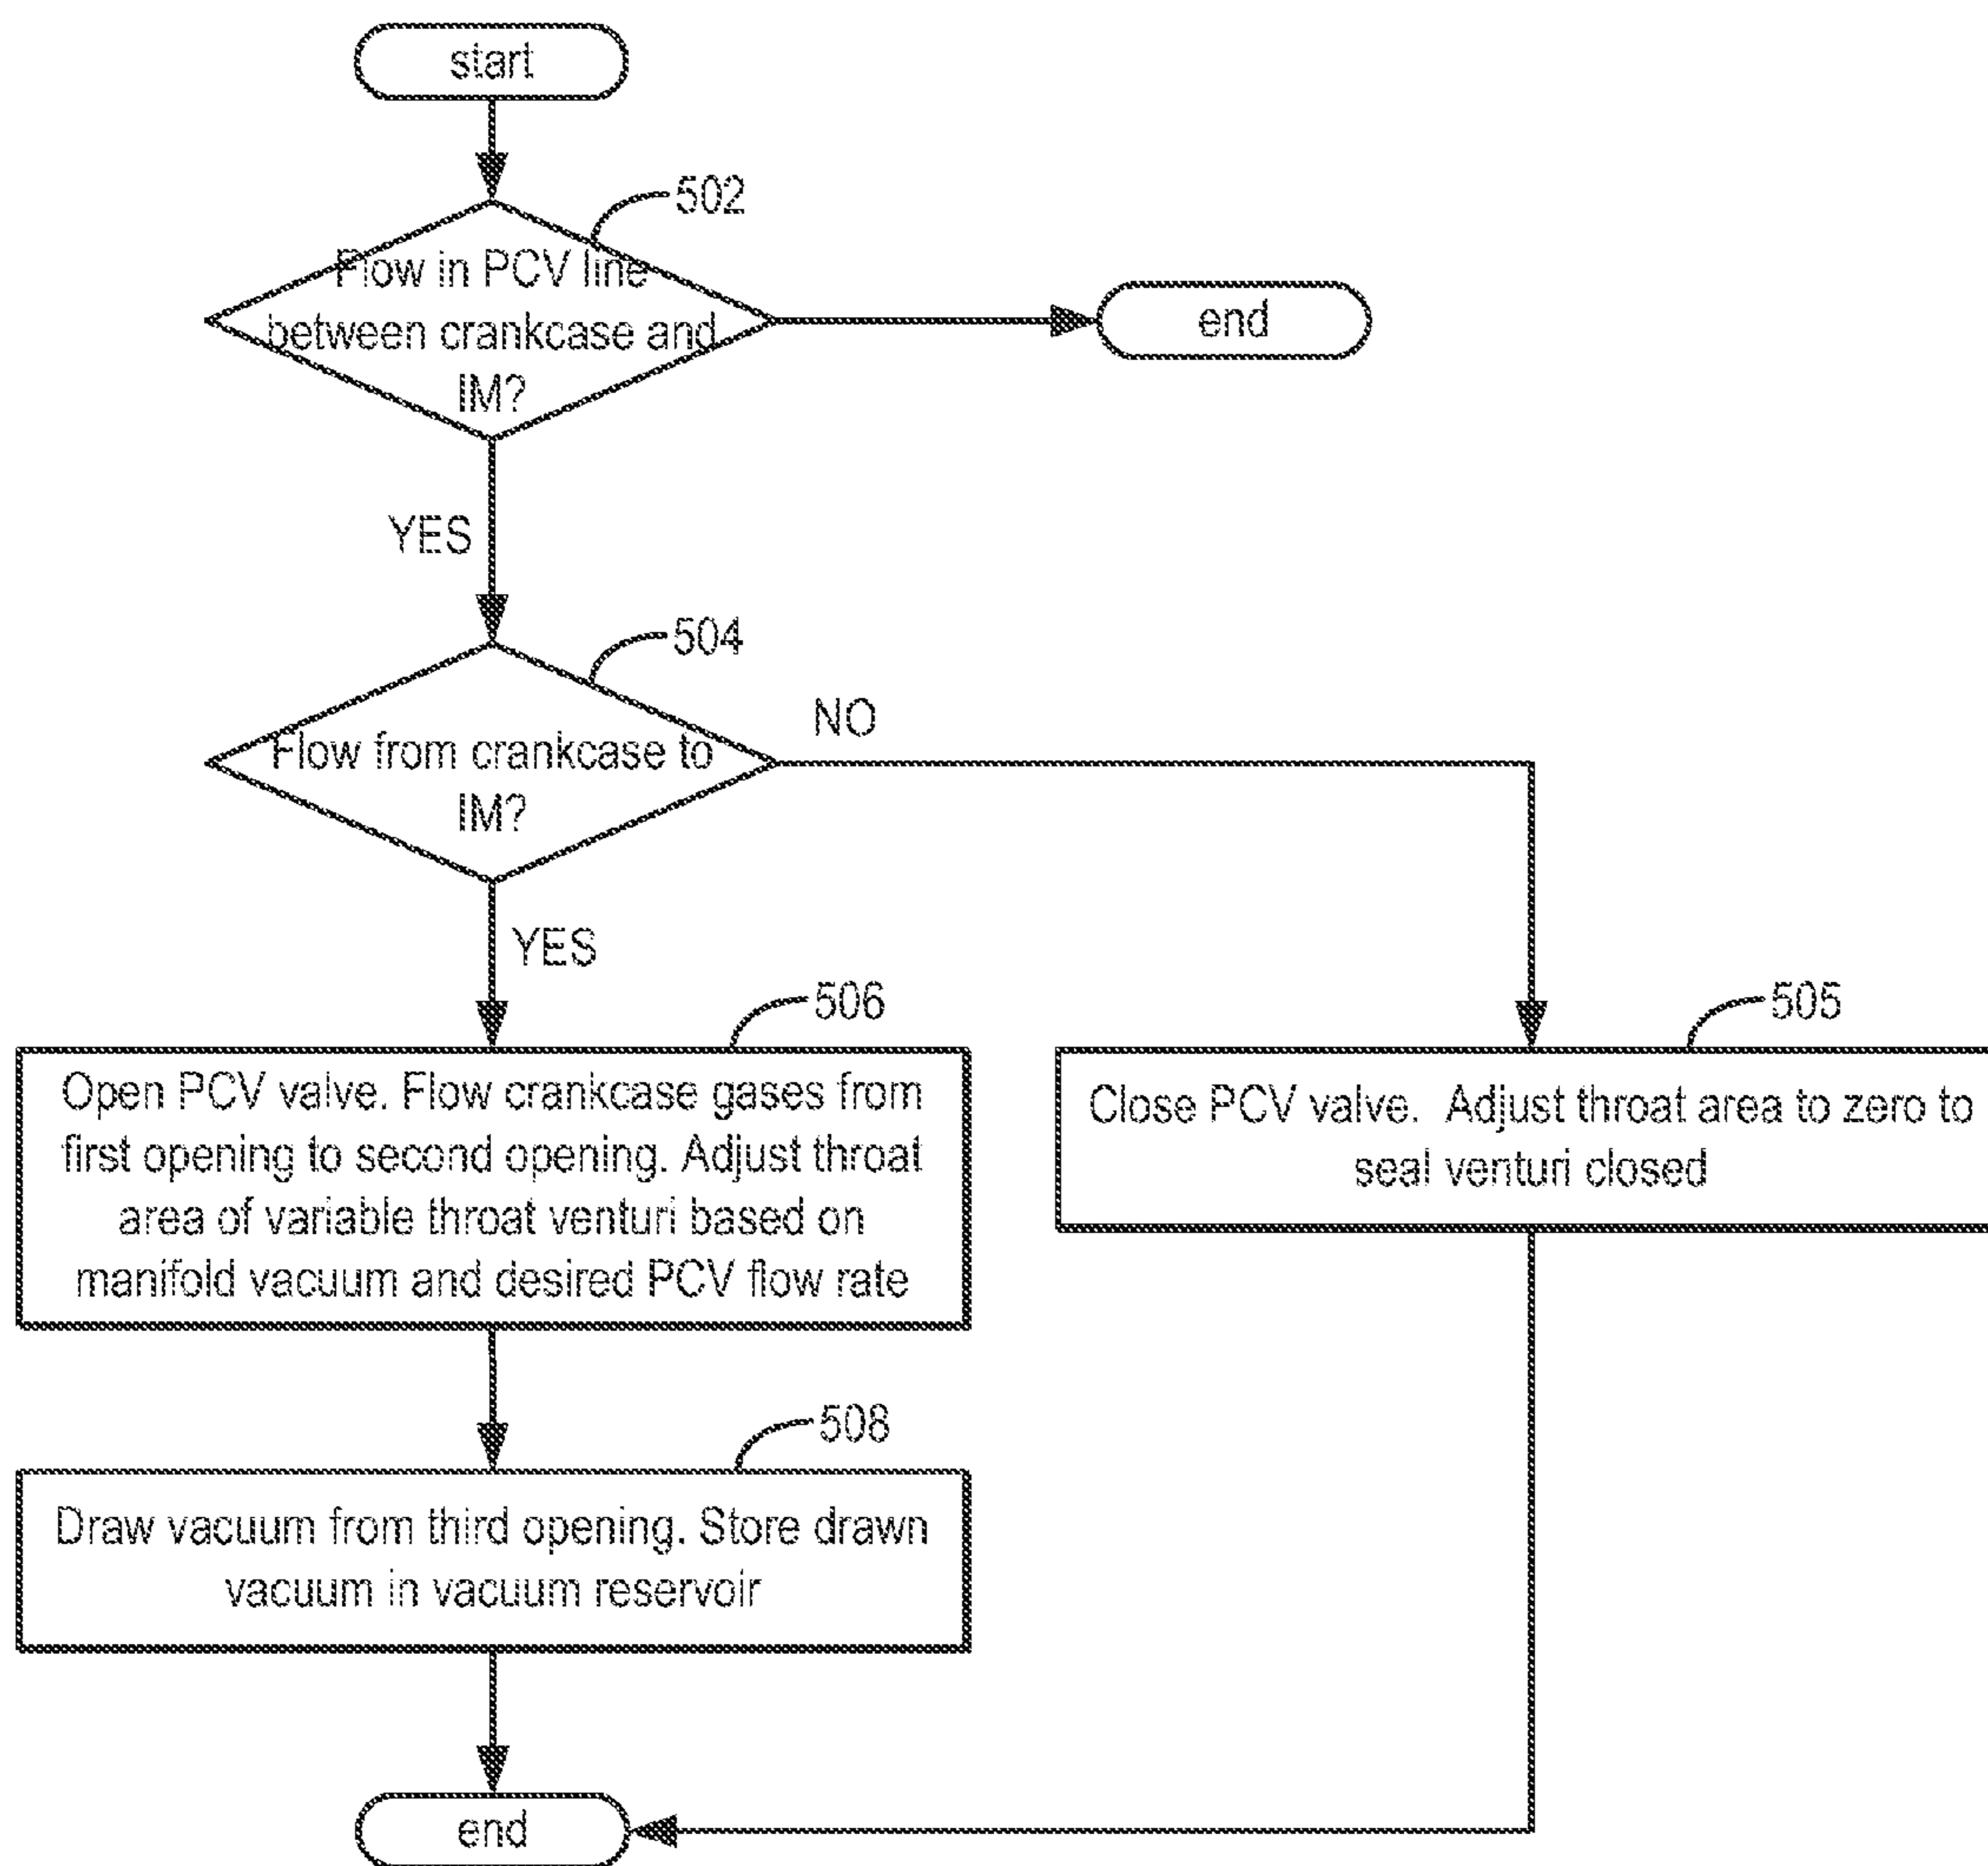 start
502
Flow in PCV line
between crankcase and
IM?
end
YES
504
Flow from crankcase to
IM?
NO
YES
506
Open PCV valve. Flow crankcase gases from
first opening to second opening. Adjust throat
area of variable throat venturi based on
manifold vacuum and desired PCV flow rate
505
Close PCV valve. Adjust throat area to zero to
seal venturi closed
508
Draw vacuum from third opening. Store drawn
vacuum in vacuum reservoir
end